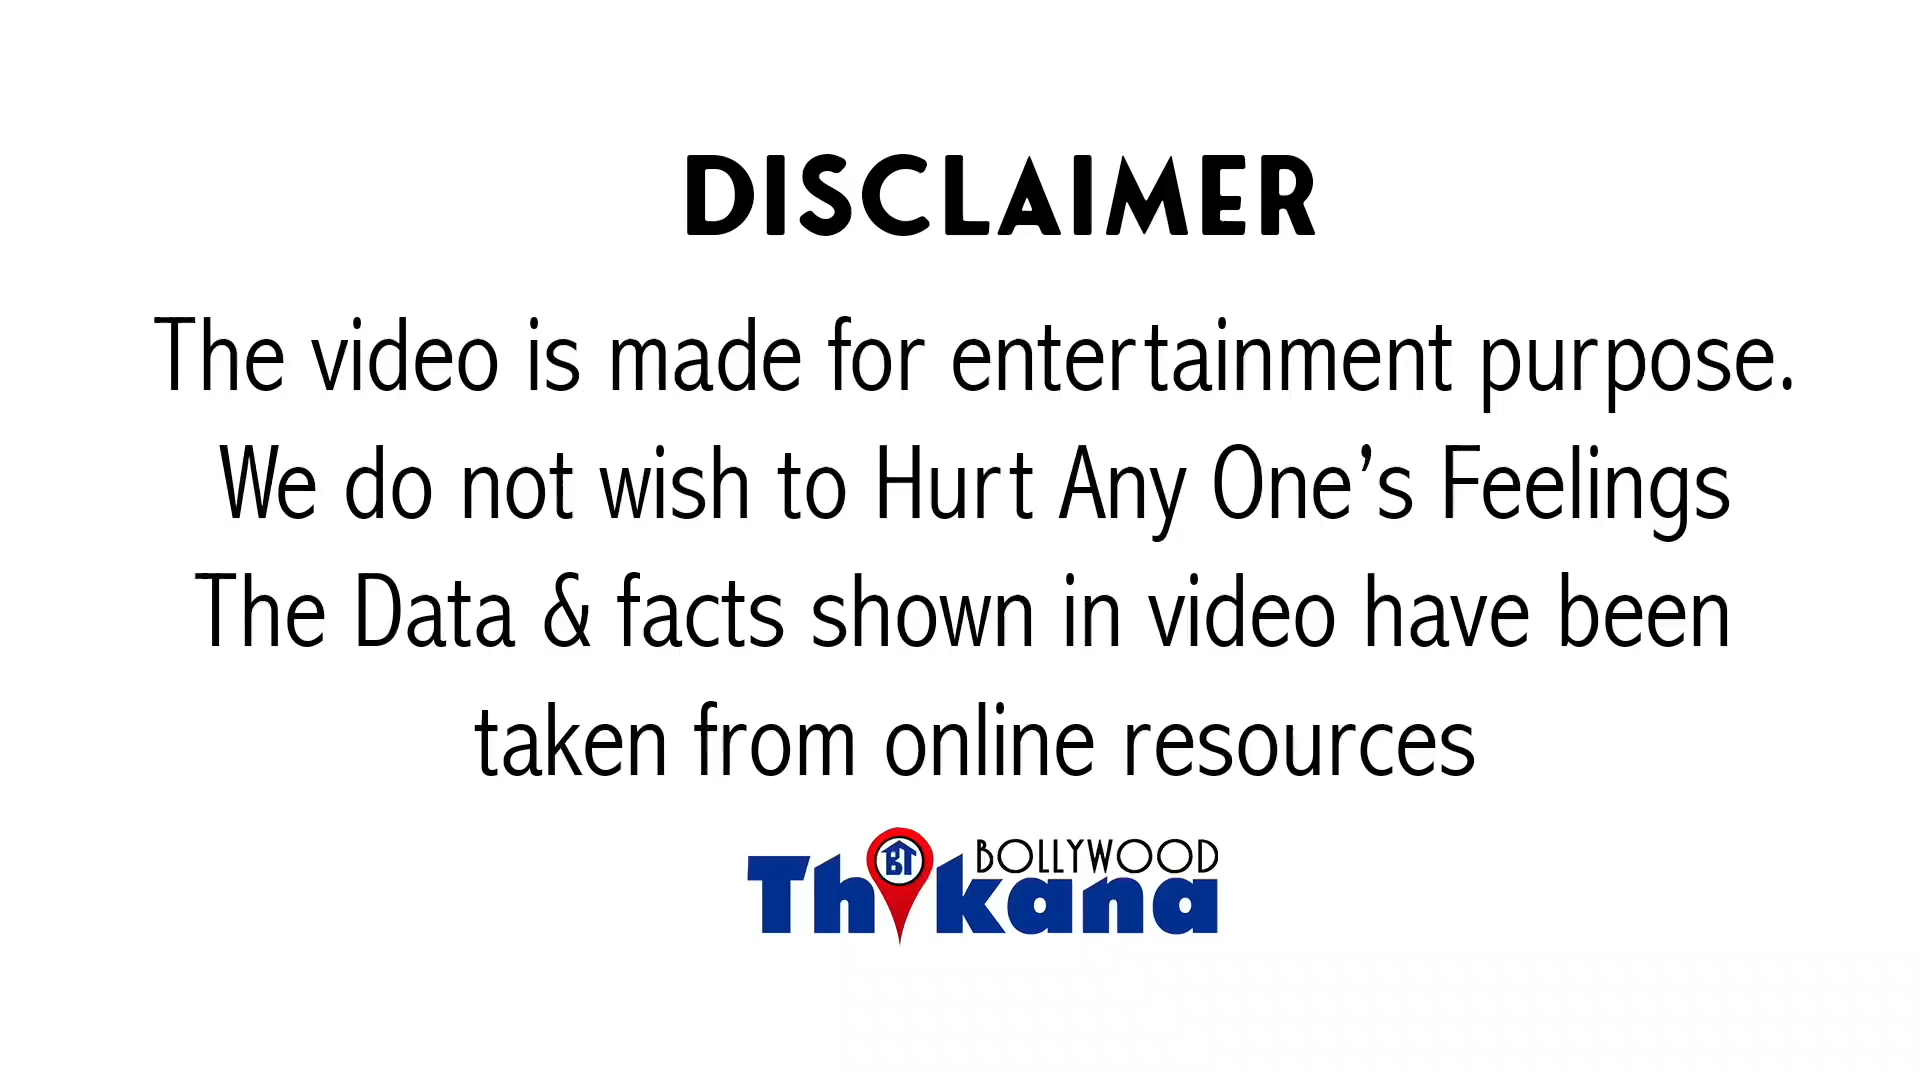 DISCLAIMER
The video is made for entertainment purpose.
We do not wish to Hurt Any One’s Feelings
The Data & facts shown in video have been
taken from online resources
BOLLYWOOD
BT
Thikana